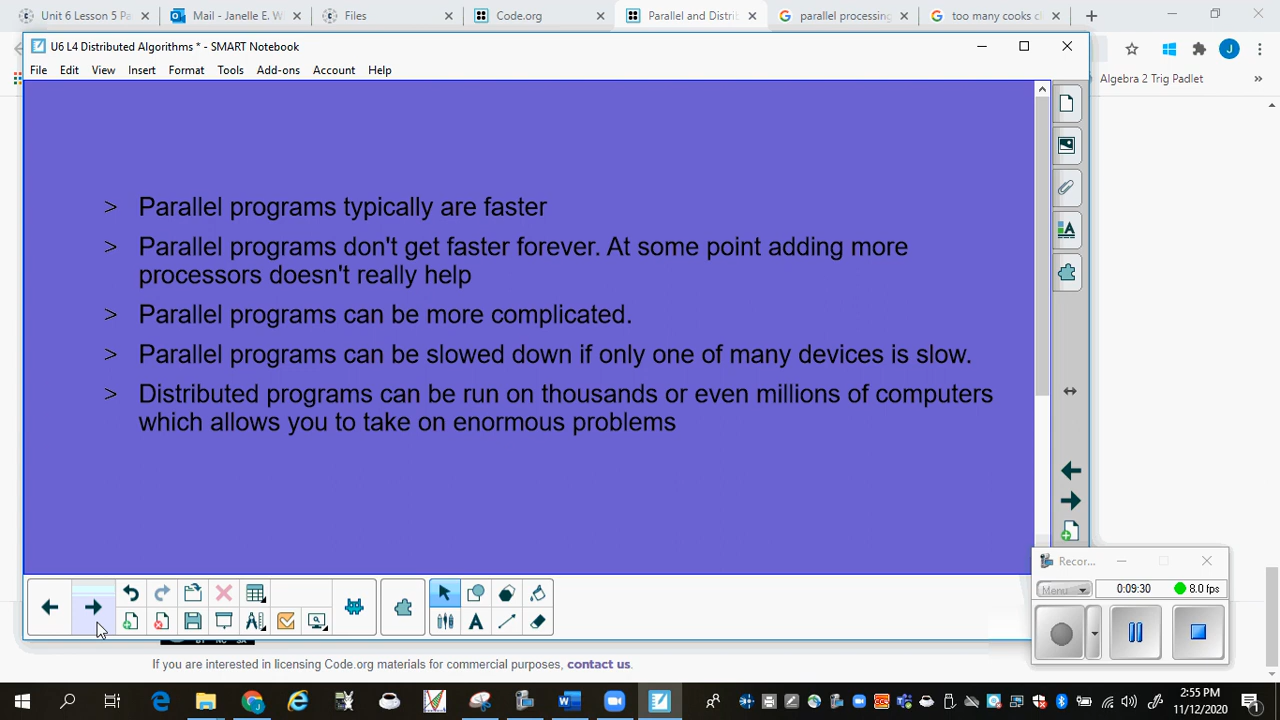 Unit 6 Lesson 5 Pa
Mail - Janelle E. W
Files
Code.org
Parallel and Distri
parallel processing
too many cooks c
U6 L4 Distributed Algorithms * - SMART Notebook
File Edit View Insert Format Tools Add-ons Account Help
J
Algebra 2 Trig Padlet
> Parallel programs typically are faster
> Parallel programs don't get faster forever. At some point adding more
processors doesn't really help
> Parallel programs can be more complicated.
> Parallel programs can be slowed down if only one of many devices is slow.
> Distributed programs can be run on thousands or even millions of computers
which allows you to take on enormous problems
Recor...
Menu
0:09:30
8.0 fps
If you are interested in licensing Code.org materials for commercial purposes, contact us.
2:55 PM
11/12/2020